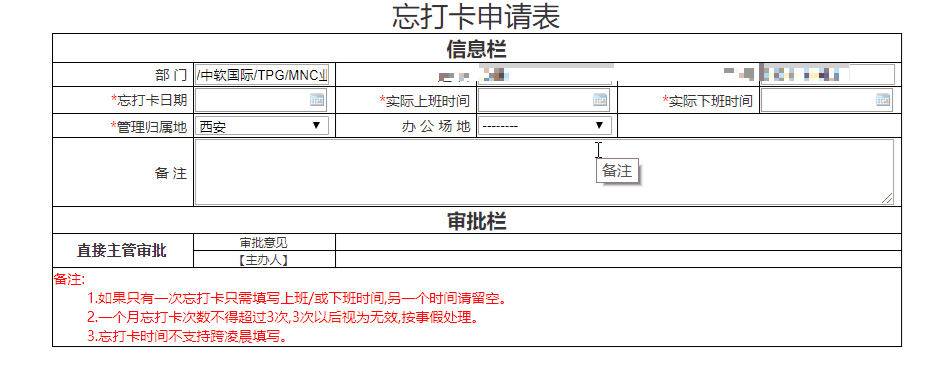 忘打卡申请表
信息栏
部 门 /中软国际/TPG/MNC业
*忘打卡日期 *实际上班时间 *实际下班时间
*管理归属地 西安 办 公 场 地 --------
备 注
备注
审批栏
直接主管审批 审批意见
【主办人】
备注:
1.如果只有一次忘打卡只需填写上班/或下班时间,另一个时间请留空。
2.一个月忘打卡次数不得超过3次,3次以后视为无效,按事假处理。
3.忘打卡时间不支持跨凌晨填写。